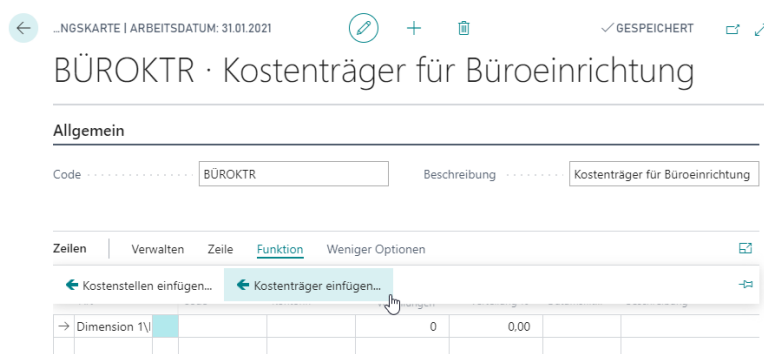 ...NGSKARTE | ARBEITSDATUM: 31.01.2021 GESPEICHERT
BÜROKTR · Kostenträger für Büroeinrichtung
Allgemein
Code BÜROKTR Beschreibung Kostenträger für Büroeinrichtung
Zeilen Verwalten Zeile Funktion Weniger Optionen
Kostenstellen einfügen... Kostenträger einfügen...
Dimension 1\ 0 0,00